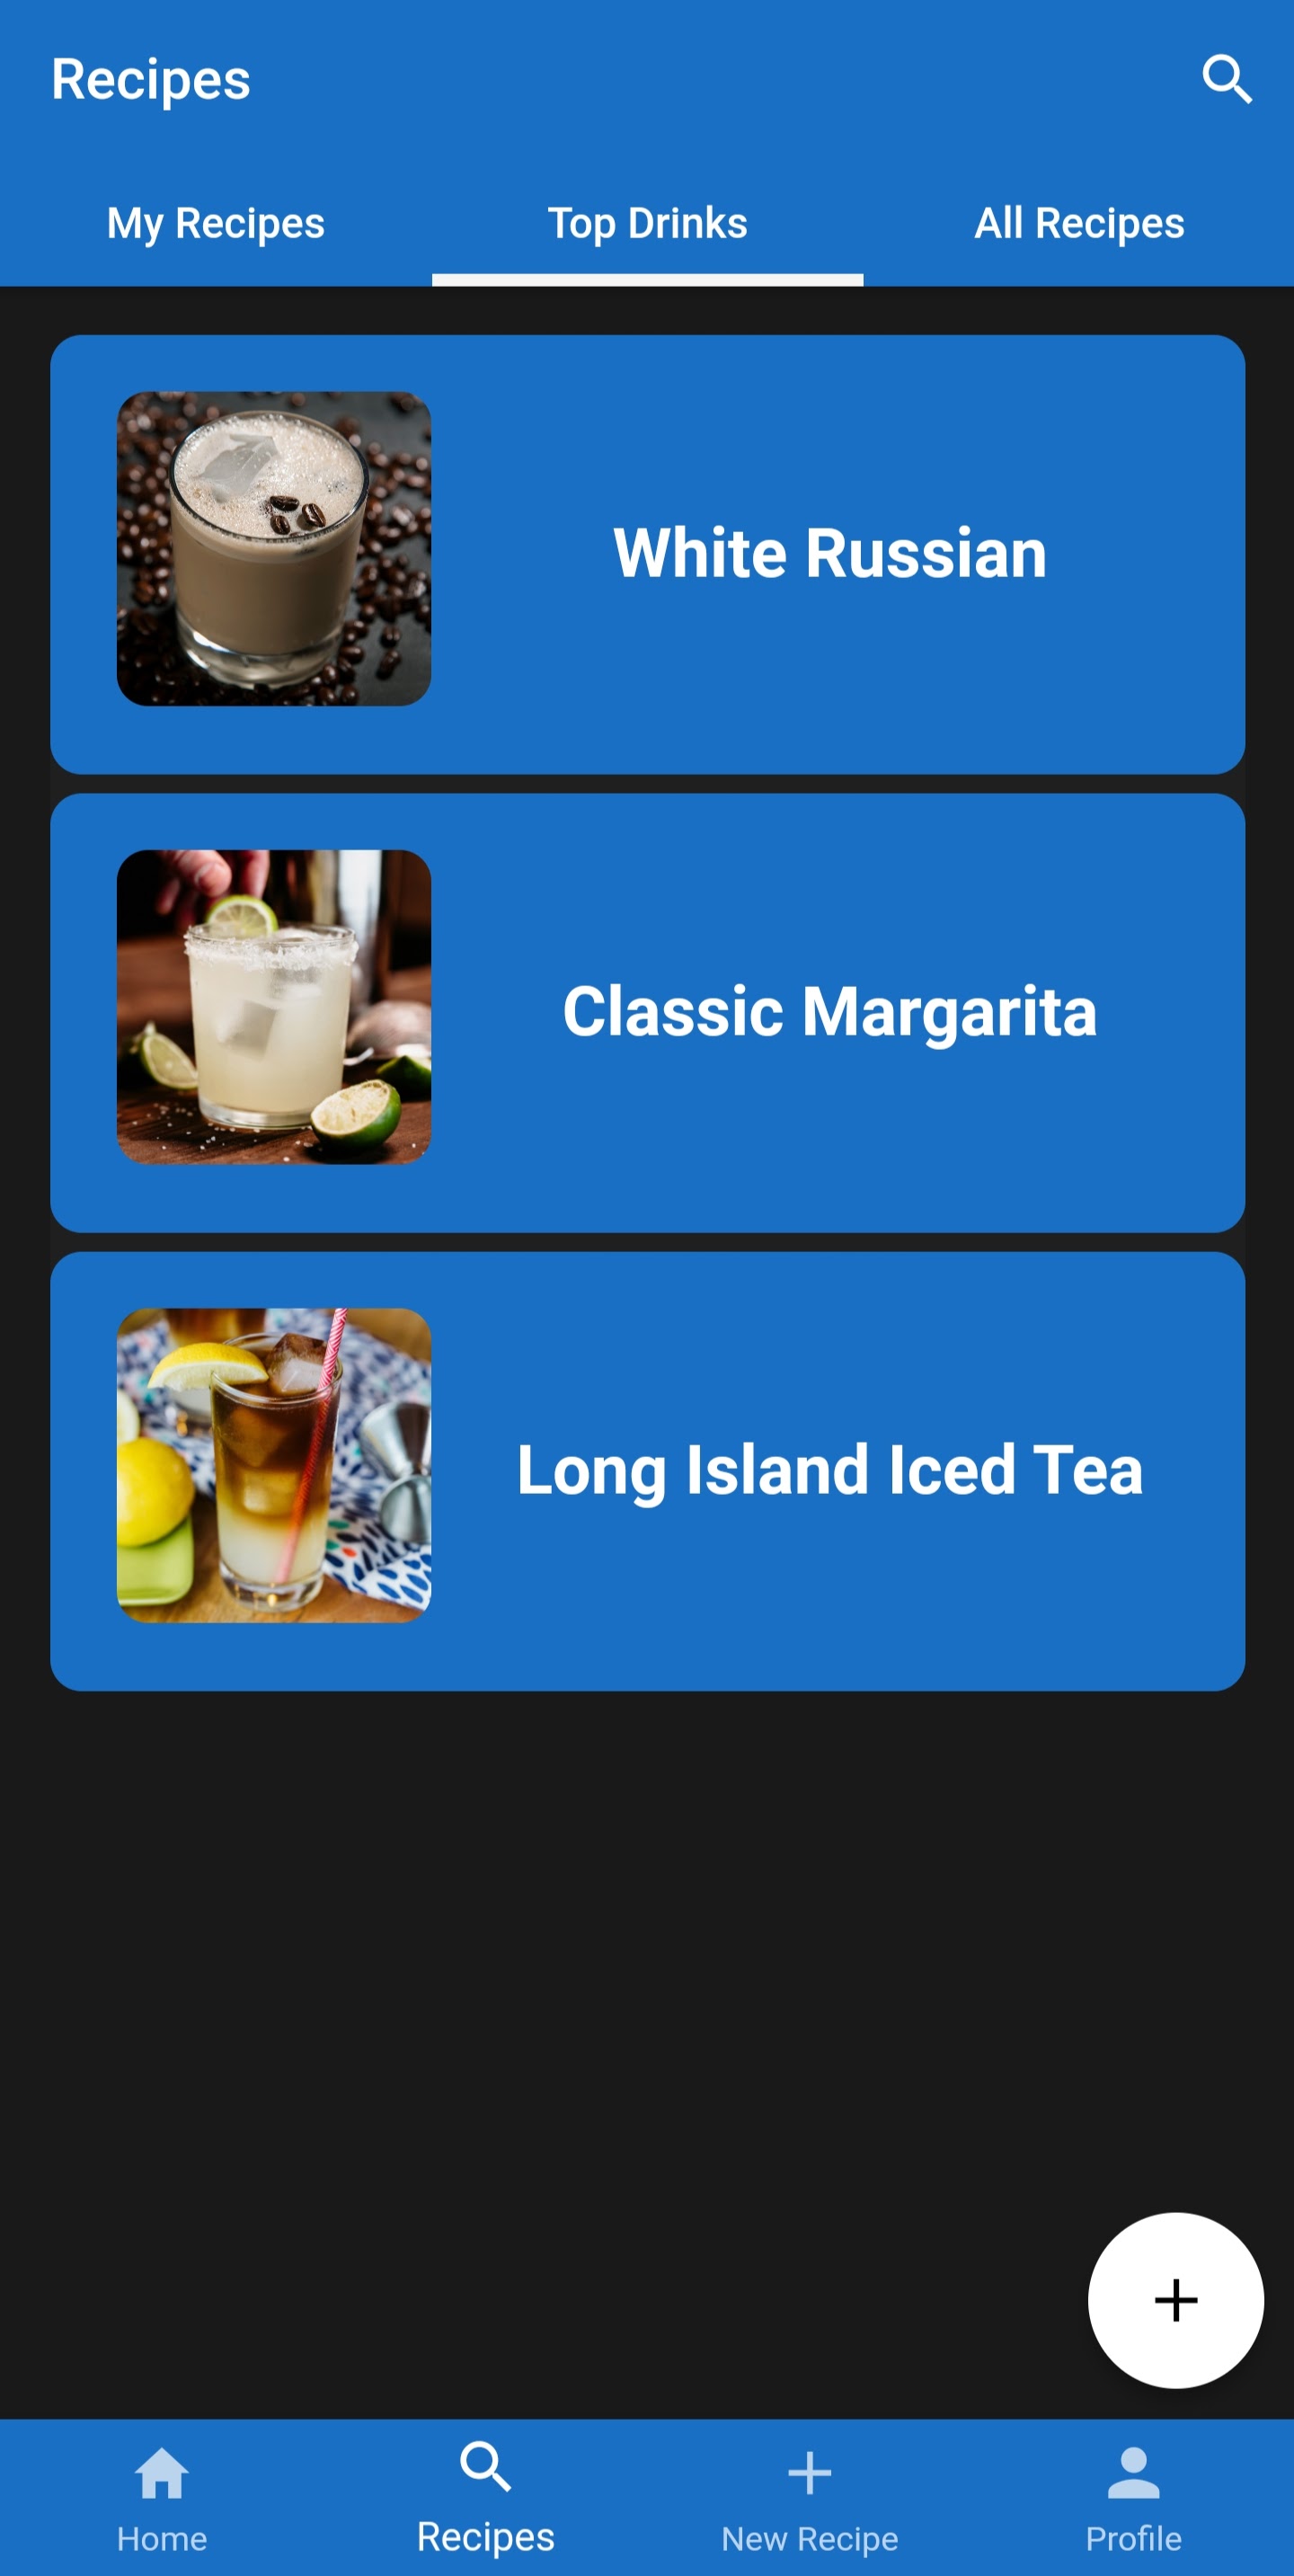 Recipes
My Recipes
Top Drinks
All Recipes
White Russian
Classic Margarita
Long Island Iced Tea
Home
Recipes
New Recipe
Profile